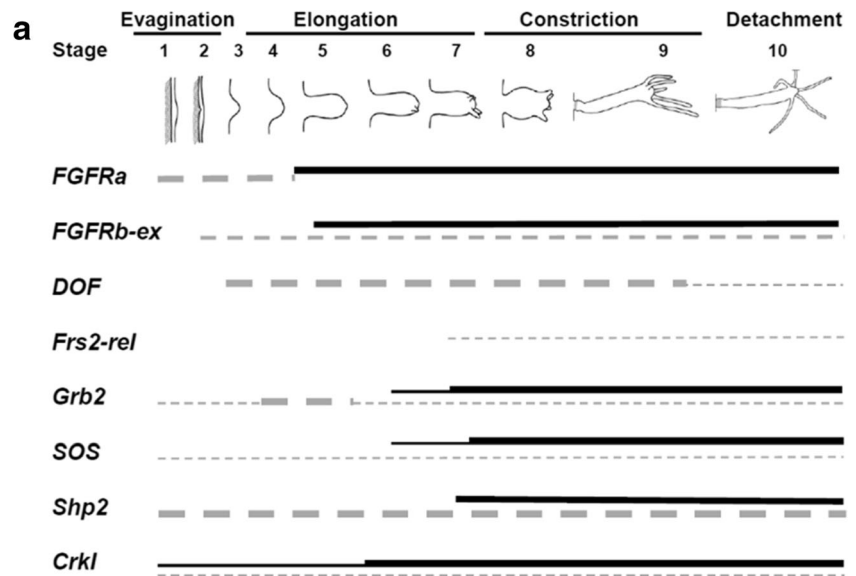 a
Evagination Elongation Constriction Detachment
Stage 1 2 3 4 5 6 7 8 9 10
FGFRa
FGFRb-ex
DOF
Frs2-rel
Grb2
SOS
Shp2
Crkl